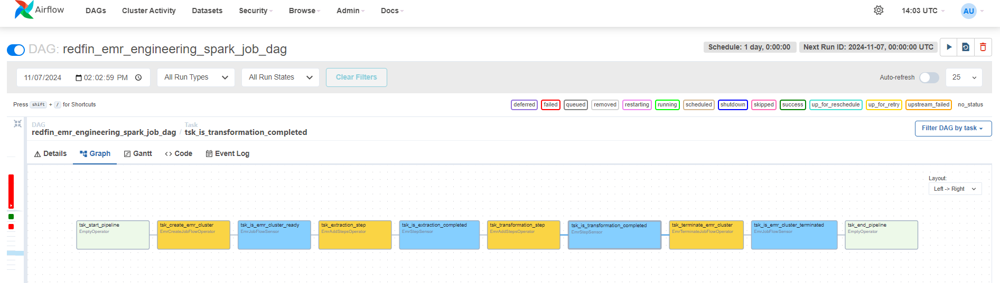 Airflow DAGs Cluster Activity Datasets Security Browse Admin Docs 14:03 UTC AU
DAG: redfin_emr_engineering_spark_job_dag Schedule: 1 day, 0:00:00 Next Run ID: 2024-11-07, 00:00:00 UTC
11/07/2024 02:02:59 PM All Run Types All Run States Clear Filters Auto-refresh 25
Press shift + / for Shortcuts deferred failed queued removed restarting running scheduled shutdown skipped success up_for_reschedule up_for_retry upstream_failed no_status
DAG Task
redfin_emr_engineering_spark_job_dag / tsk_is_transformation_completed Filter DAG by task
Details Graph Gantt Code Event Log
Layout:
Left -> Right
tsk_start_pipeline tsk_create_emr_cluster tsk_is_emr_cluster_ready tsk_extraction_step tsk_is_extraction_completed tsk_transformation_step tsk_is_transformation_completed tsk_terminate_emr_cluster tsk_is_emr_cluster_terminated tsk_end_pipeline
EmptyOperator EmrCreateJobFlowOperator EmrJobFlowSensor EmrAddStepsOperator EmrStepSensor EmrAddStepsOperator EmrStepSensor EmrTerminateJobFlowOperator EmrJobFlowSensor EmptyOperator